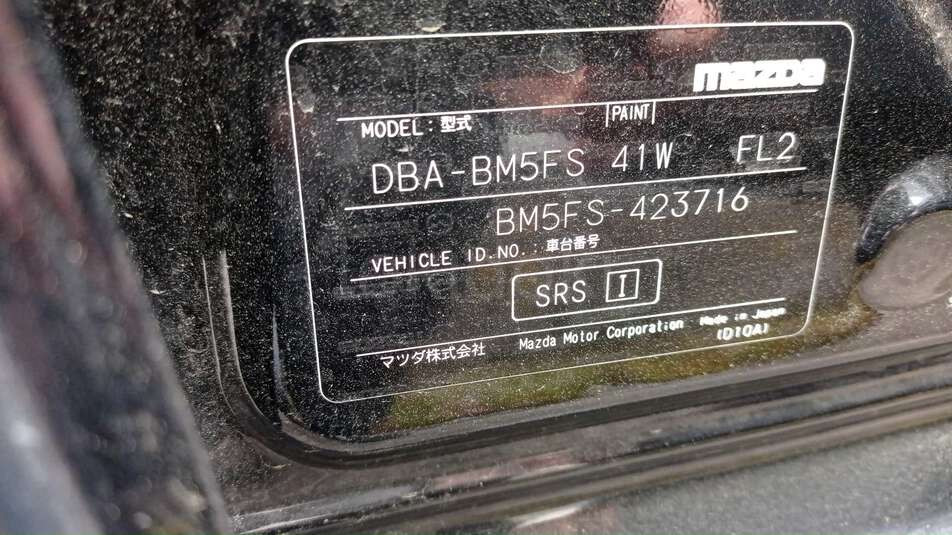 mazda
MODEL：型式 PAINT
DBA-BM5FS 41W FL2
BM5FS-423716
VEHICLE ID.NO.：車台番号
SRS I
マツダ株式会社 Mazda Motor Corporation Made in Japan
(D10A)